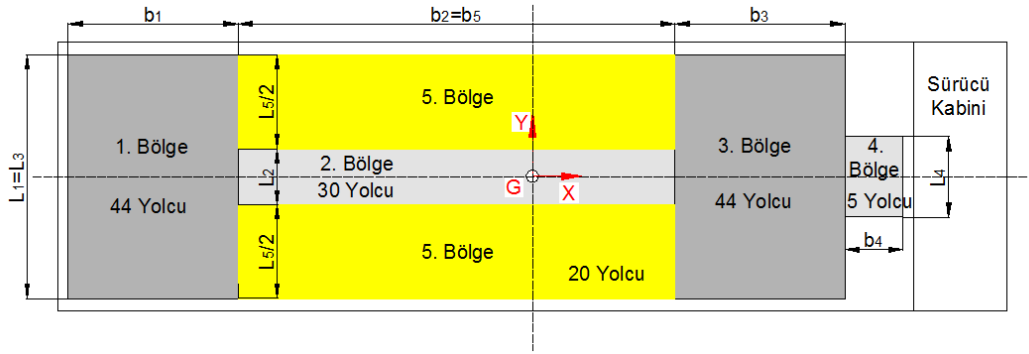 b1
b2=b5
b3
L1=L3
L5/2
5. Bölge
Sürücü
Kabini
1. Bölge
44 Yolcu
L2
2. Bölge
30 Yolcu
Y
G
X
3. Bölge
44 Yolcu
4.
Bölge
5 Yolcu
L4
b4
L5/2
5. Bölge
20 Yolcu